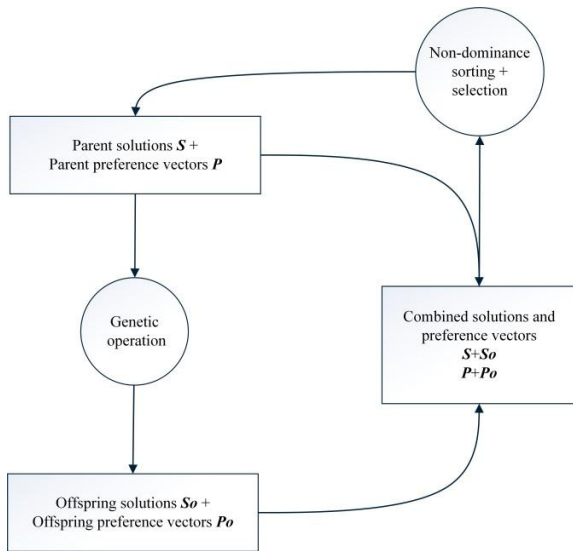 Non-dominance
sorting +
selection
Parent solutions S +
Parent preference vectors P
Genetic
operation
Combined solutions and
preference vectors
S+So
P+Po
Offspring solutions So +
Offspring preference vectors Po